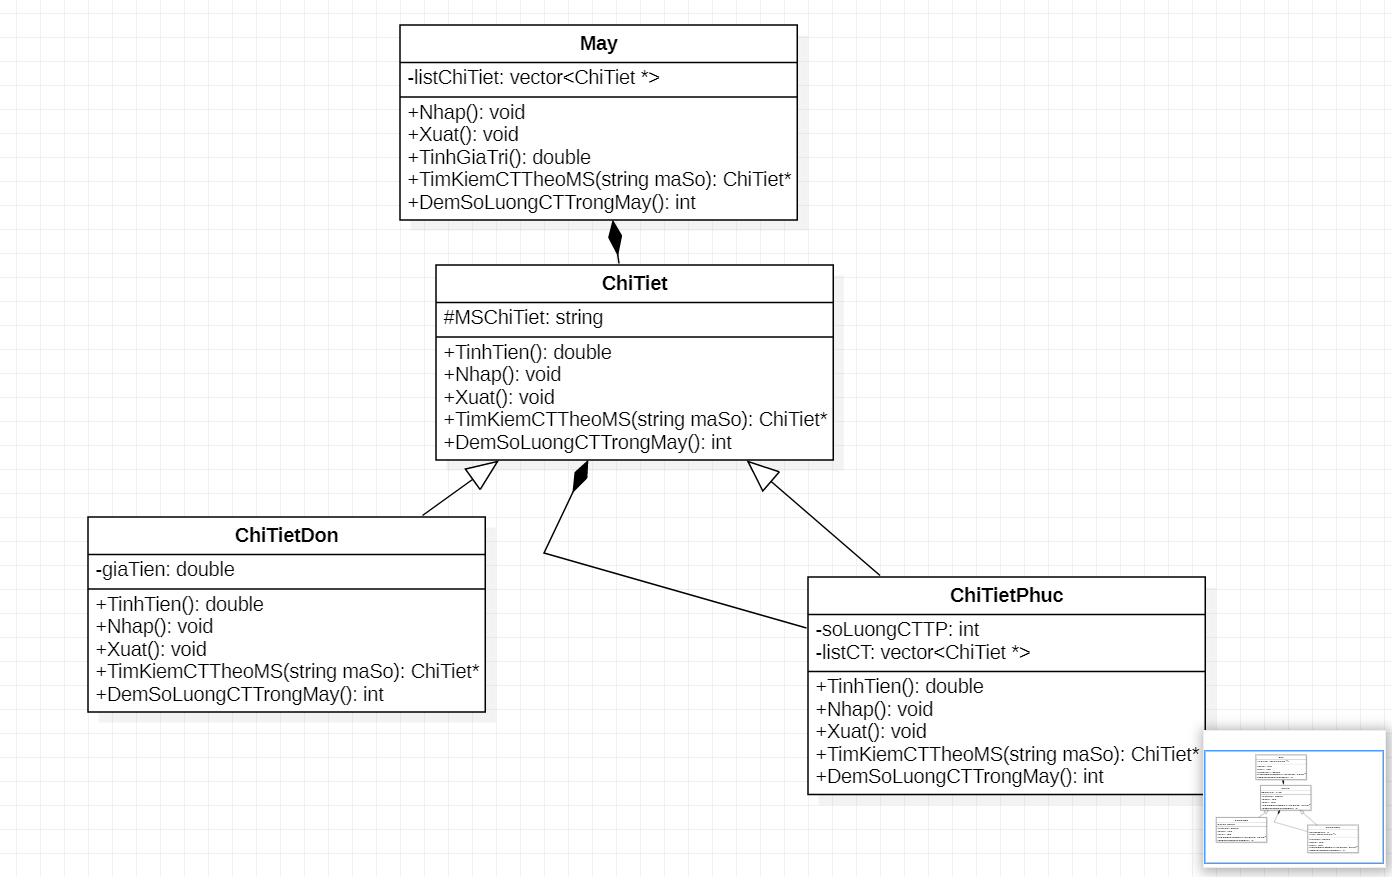 May
-listChiTiet: vector<ChiTiet *>
+Nhap(): void
+Xuat(): void
+TinhGiaTri(): double
+TimKiemCTTheoMS(string maSo): ChiTiet*
+DemSoLuongCTTrongMay(): int
ChiTiet
#MSChiTiet: string
+TinhTien(): double
+Nhap(): void
+Xuat(): void
+TimKiemCTTheoMS(string maSo): ChiTiet*
+DemSoLuongCTTrongMay(): int
ChiTietDon
-giaTien: double
+TinhTien(): double
+Nhap(): void
+Xuat(): void
+TimKiemCTTheoMS(string maSo): ChiTiet*
+DemSoLuongCTTrongMay(): int
ChiTietPhuc
-soLuongCTTP: int
-listCT: vector<ChiTiet *>
+TinhTien(): double
+Nhap(): void
+Xuat(): void
+TimKiemCTTheoMS(string maSo): ChiTiet*
+DemSoLuongCTTrongMay(): int